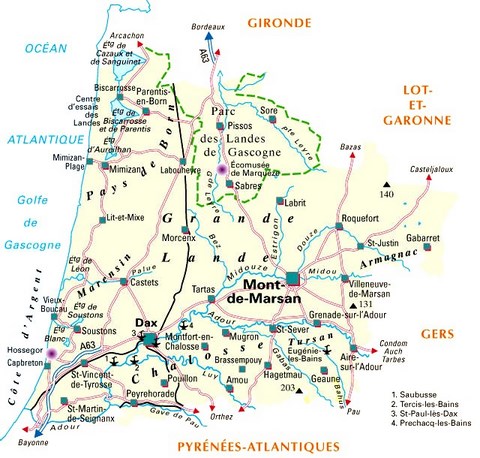 GIRONDE
Bordeaux
OCÉAN
Arcachon
A63
Étg de
Cazaux et
de Sanguinet
Biscarrosse
Parentis-
en-Born
LOT-
ET-
GARONNE
Centre
d'essais
des
Landes
Étg de
Biscarrosse
et de Parentis
Étg
d'Aureilhan
Parc
des Landes
de
Gascogne
Sore
Pissos
pte Leyre
ATLANTIQUE
Mimizan-
Plage
Mimizan
Pays de Born
Labouheyre
Écomusée
de Marquèze
Sabres
Gde Leyre
Bazas
Casteljaloux
140
Golfe
de
Gascogne
Lit-et-Mixe
Grande
Lande
Labrit
Estrigon
Douze
Roquefort
St-Justin
Gabarret
Armagnac
Morcenx
Bez
Étg de
Léon
Marensin
Palue
Castets
Midouze
Mont-
de-Marsan
Midou
Villeneuve-
de-Marsan
131
Côte d'Argent
Vieux-
Boucau
Étg de
Soustons
Soustons
Étg
Blanc
Tartas
Adour
Dax
3
4
Montfort-en-
Chalosse
Mugron
St-Sever
Grenade-sur-l'Adour
GERS
Hossegor
Capbreton
A63
St-Vincent-
de-Tyrosse
1
2
Chalosse
Brassempouy
Tursan
Eugénie-
les-Bains
Aire-
sur-l'Adour
Condom
Auch
Tarbes
Pouillon
Luy
Amou
Gabas
Hagetmau
Geaune
203
Bahus
1. Saubusse
2. Tercis-les-Bains
3. St-Paul-lès-Dax
4. Prechacq-les-Bains
St-Martin-
de-Seignanx
Peyrehorade
Gave de Pau
Orthez
Pau
Adour
Bayonne
PYRÉNÉES-ATLANTIQUES